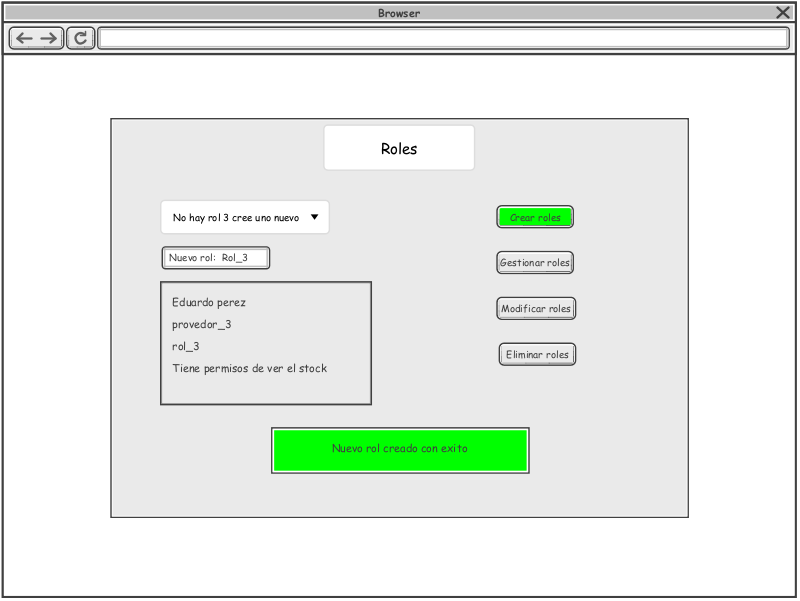 Browser
Roles
No hay rol 3 cree uno nuevo
Crear roles
Nuevo rol: Rol_3
Gestionar roles
Eduardo perez
provedor_3
Modificar roles
rol_3
Eliminar roles
Tiene permisos de ver el stock
Nuevo rol creado con exito